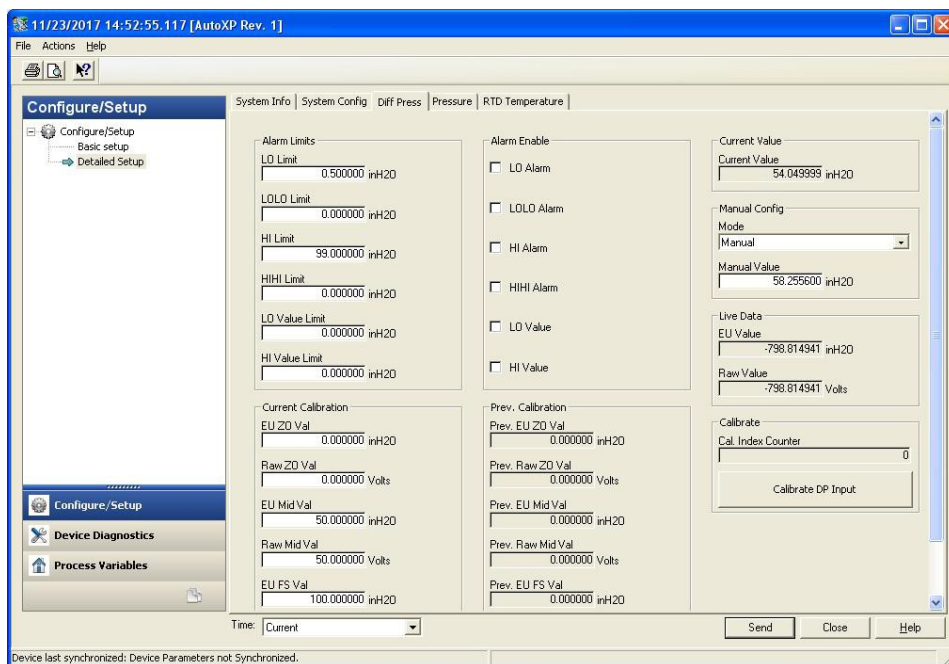 11/23/2017 14:52:55.117 [AutoXP Rev. 1]
File Actions Help
Configure/Setup
Configure/Setup
Basic setup
Detailed Setup
Configure/Setup
Device Diagnostics
Process Variables
System Info System Config Diff Press Pressure RTD Temperature
Alarm Limits
LO Limit
0.500000 inH2O
LOLO Limit
0.000000 inH2O
HI Limit
99.000000 inH2O
HIHI Limit
0.000000 inH2O
LO Value Limit
0.000000 inH2O
HI Value Limit
0.000000 inH2O
Alarm Enable
LO Alarm
LOLO Alarm
HI Alarm
HIHI Alarm
LO Value
HI Value
Current Value
Current Value
54.049999 inH2O
Manual Config
Mode
Manual
Manual Value
58.255600 inH2O
Live Data
EU Value
-798.814941 inH2O
Raw Value
-798.814941 Volts
Current Calibration
EU ZO Val
0.000000 inH2O
Raw ZO Val
0.000000 Volts
EU Mid Val
50.000000 inH2O
Raw Mid Val
50.000000 Volts
EU FS Val
100.000000 inH2O
Prev. Calibration
Prev. EU ZO Val
0.000000 inH2O
Prev. Raw ZO Val
0.000000 Volts
Prev. EU Mid Val
0.000000 inH2O
Prev. Raw Mid Val
0.000000 Volts
Prev. EU FS Val
0.000000 inH2O
Calibrate
Cal. Index Counter
0
Calibrate DP Input
Time: Current
Send Close Help
Device last synchronized: Device Parameters not Synchronized.